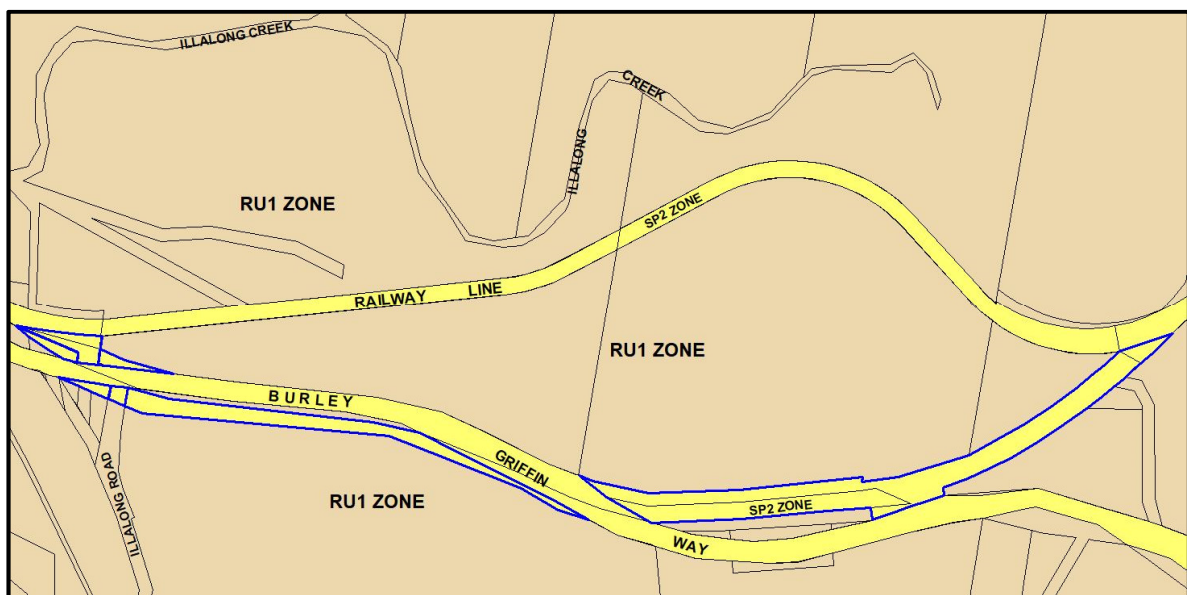 ILLALONG CREEK
CREEK
ILLALONG
RU1 ZONE
SP2 ZONE
RAILWAY LINE
RU1 ZONE
BURLEY
GRIFFIN
RU1 ZONE
SP2 ZONE
ILLALONG ROAD
WAY